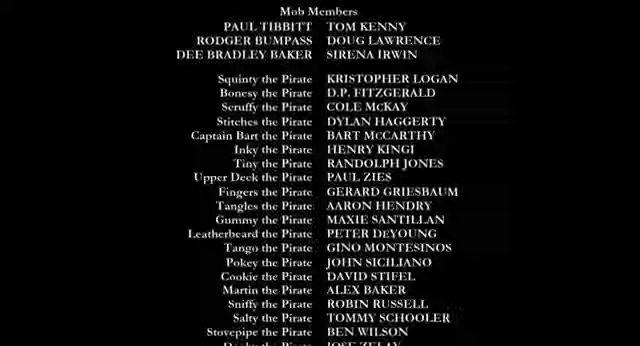 Mob Members
PAUL TIBBITT TOM KENNY
RODGER BUMPASS DOUG LAWRENCE
DEE BRADLEY BAKER SIRENA IRWIN
Squinty the Pirate KRISTOPHER LOGAN
Bonesy the Pirate D.P. FITZGERALD
Scruffy the Pirate COLE McKAY
Stitches the Pirate DYLAN HAGGERTY
Captain Bart the Pirate BART McCARTHY
Inky the Pirate HENRY KINGI
Tiny the Pirate RANDOLPH JONES
Upper Deck the Pirate PAUL ZIES
Fingers the Pirate GERARD GRIESBAUM
Tangles the Pirate AARON HENDRY
Gummy the Pirate MAXIE SANTILLAN
Leatherbeard the Pirate PETER DeYOUNG
Tango the Pirate GINO MONTESINOS
Pokey the Pirate JOHN SICILIANO
Cookie the Pirate DAVID STIFEL
Martin the Pirate ALEX BAKER
Sniffy the Pirate ROBIN RUSSELL
Salty the Pirate TOMMY SCHOOLER
Stovepipe the Pirate BEN WILSON
the Pirate JOSE ZELAY